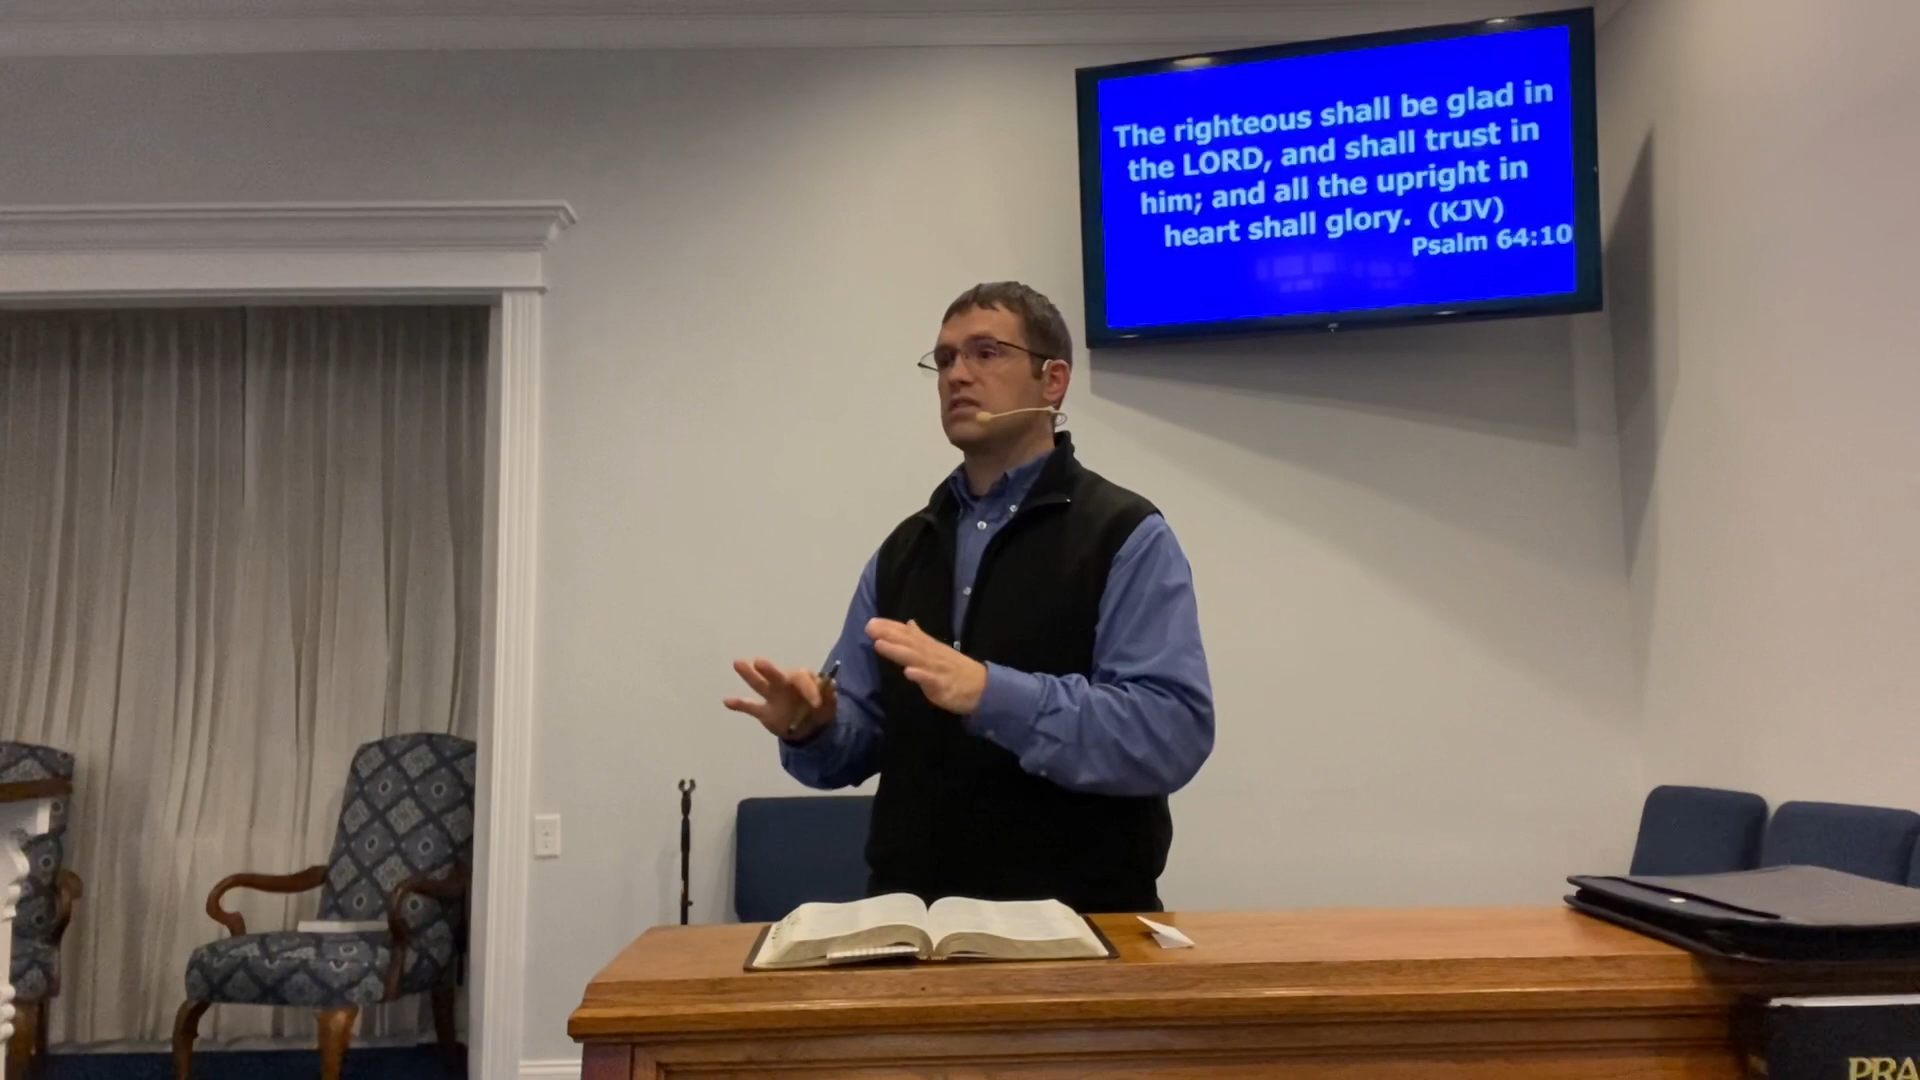 The righteous shall be glad in
the LORD, and shall trust in
him; and all the upright in
heart shall glory. (KJV)
Psalm 64:10
PRA